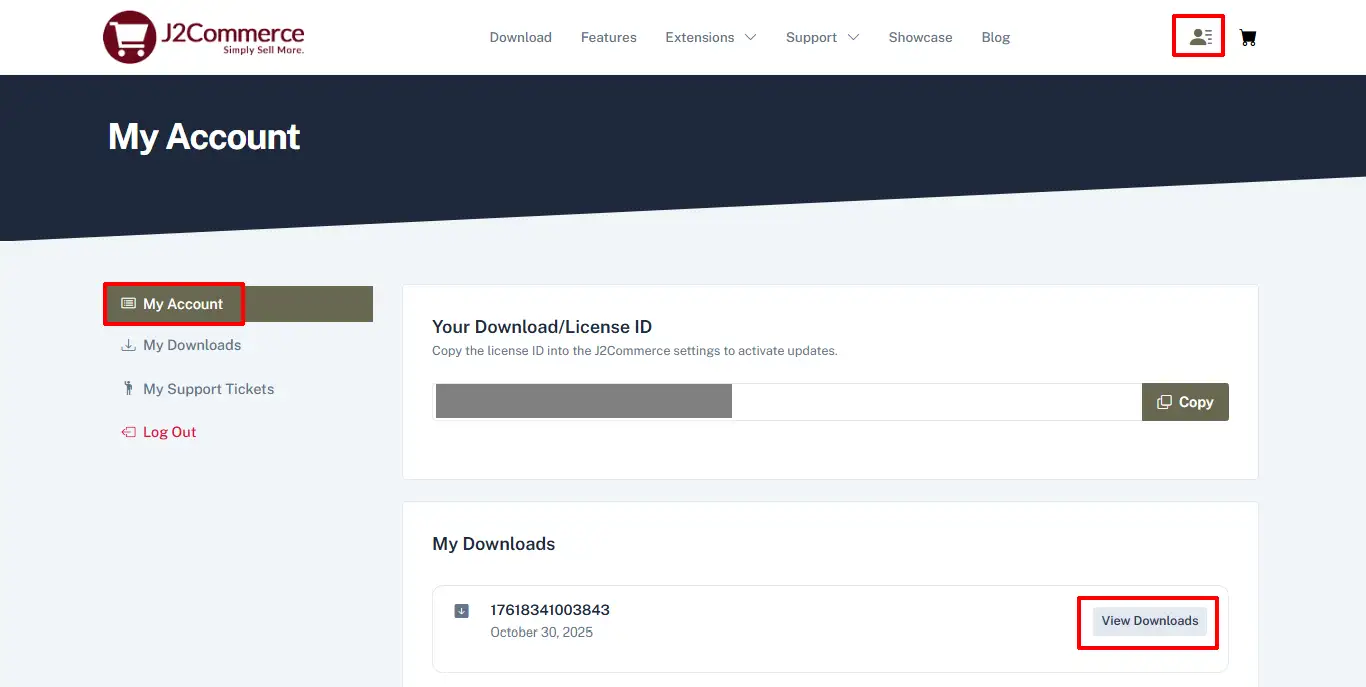 J2Commerce
Simply Sell More.
Download Features Extensions Support Showcase Blog
My Account
My Account
My Downloads
My Support Tickets
Log Out
Your Download/License ID
Copy the license ID into the J2Commerce settings to activate updates.
Copy
My Downloads
17618341003843
October 30, 2025
View Downloads